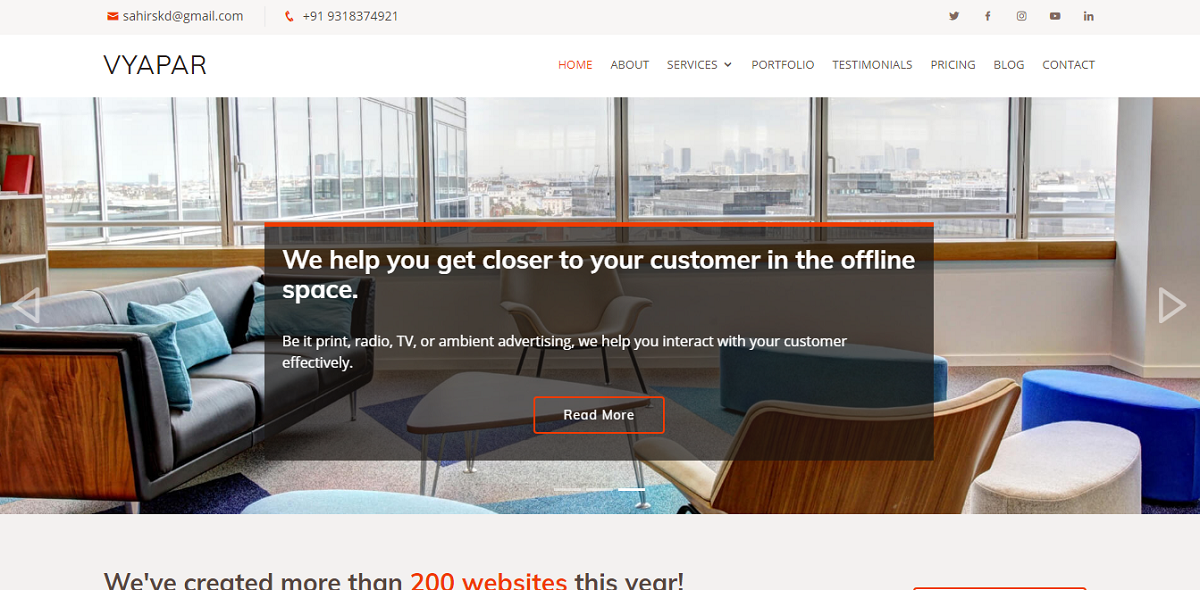 sahirskd@gmail.com
+91 9318374921
VYAPAR
HOME ABOUT SERVICES PORTFOLIO TESTIMONIALS PRICING BLOG CONTACT
We help you get closer to your customer in the offline
space.
Be it print, radio, TV, or ambient advertising, we help you interact with your customer
effectively.
Read More
We've created more than 200 websites this year!